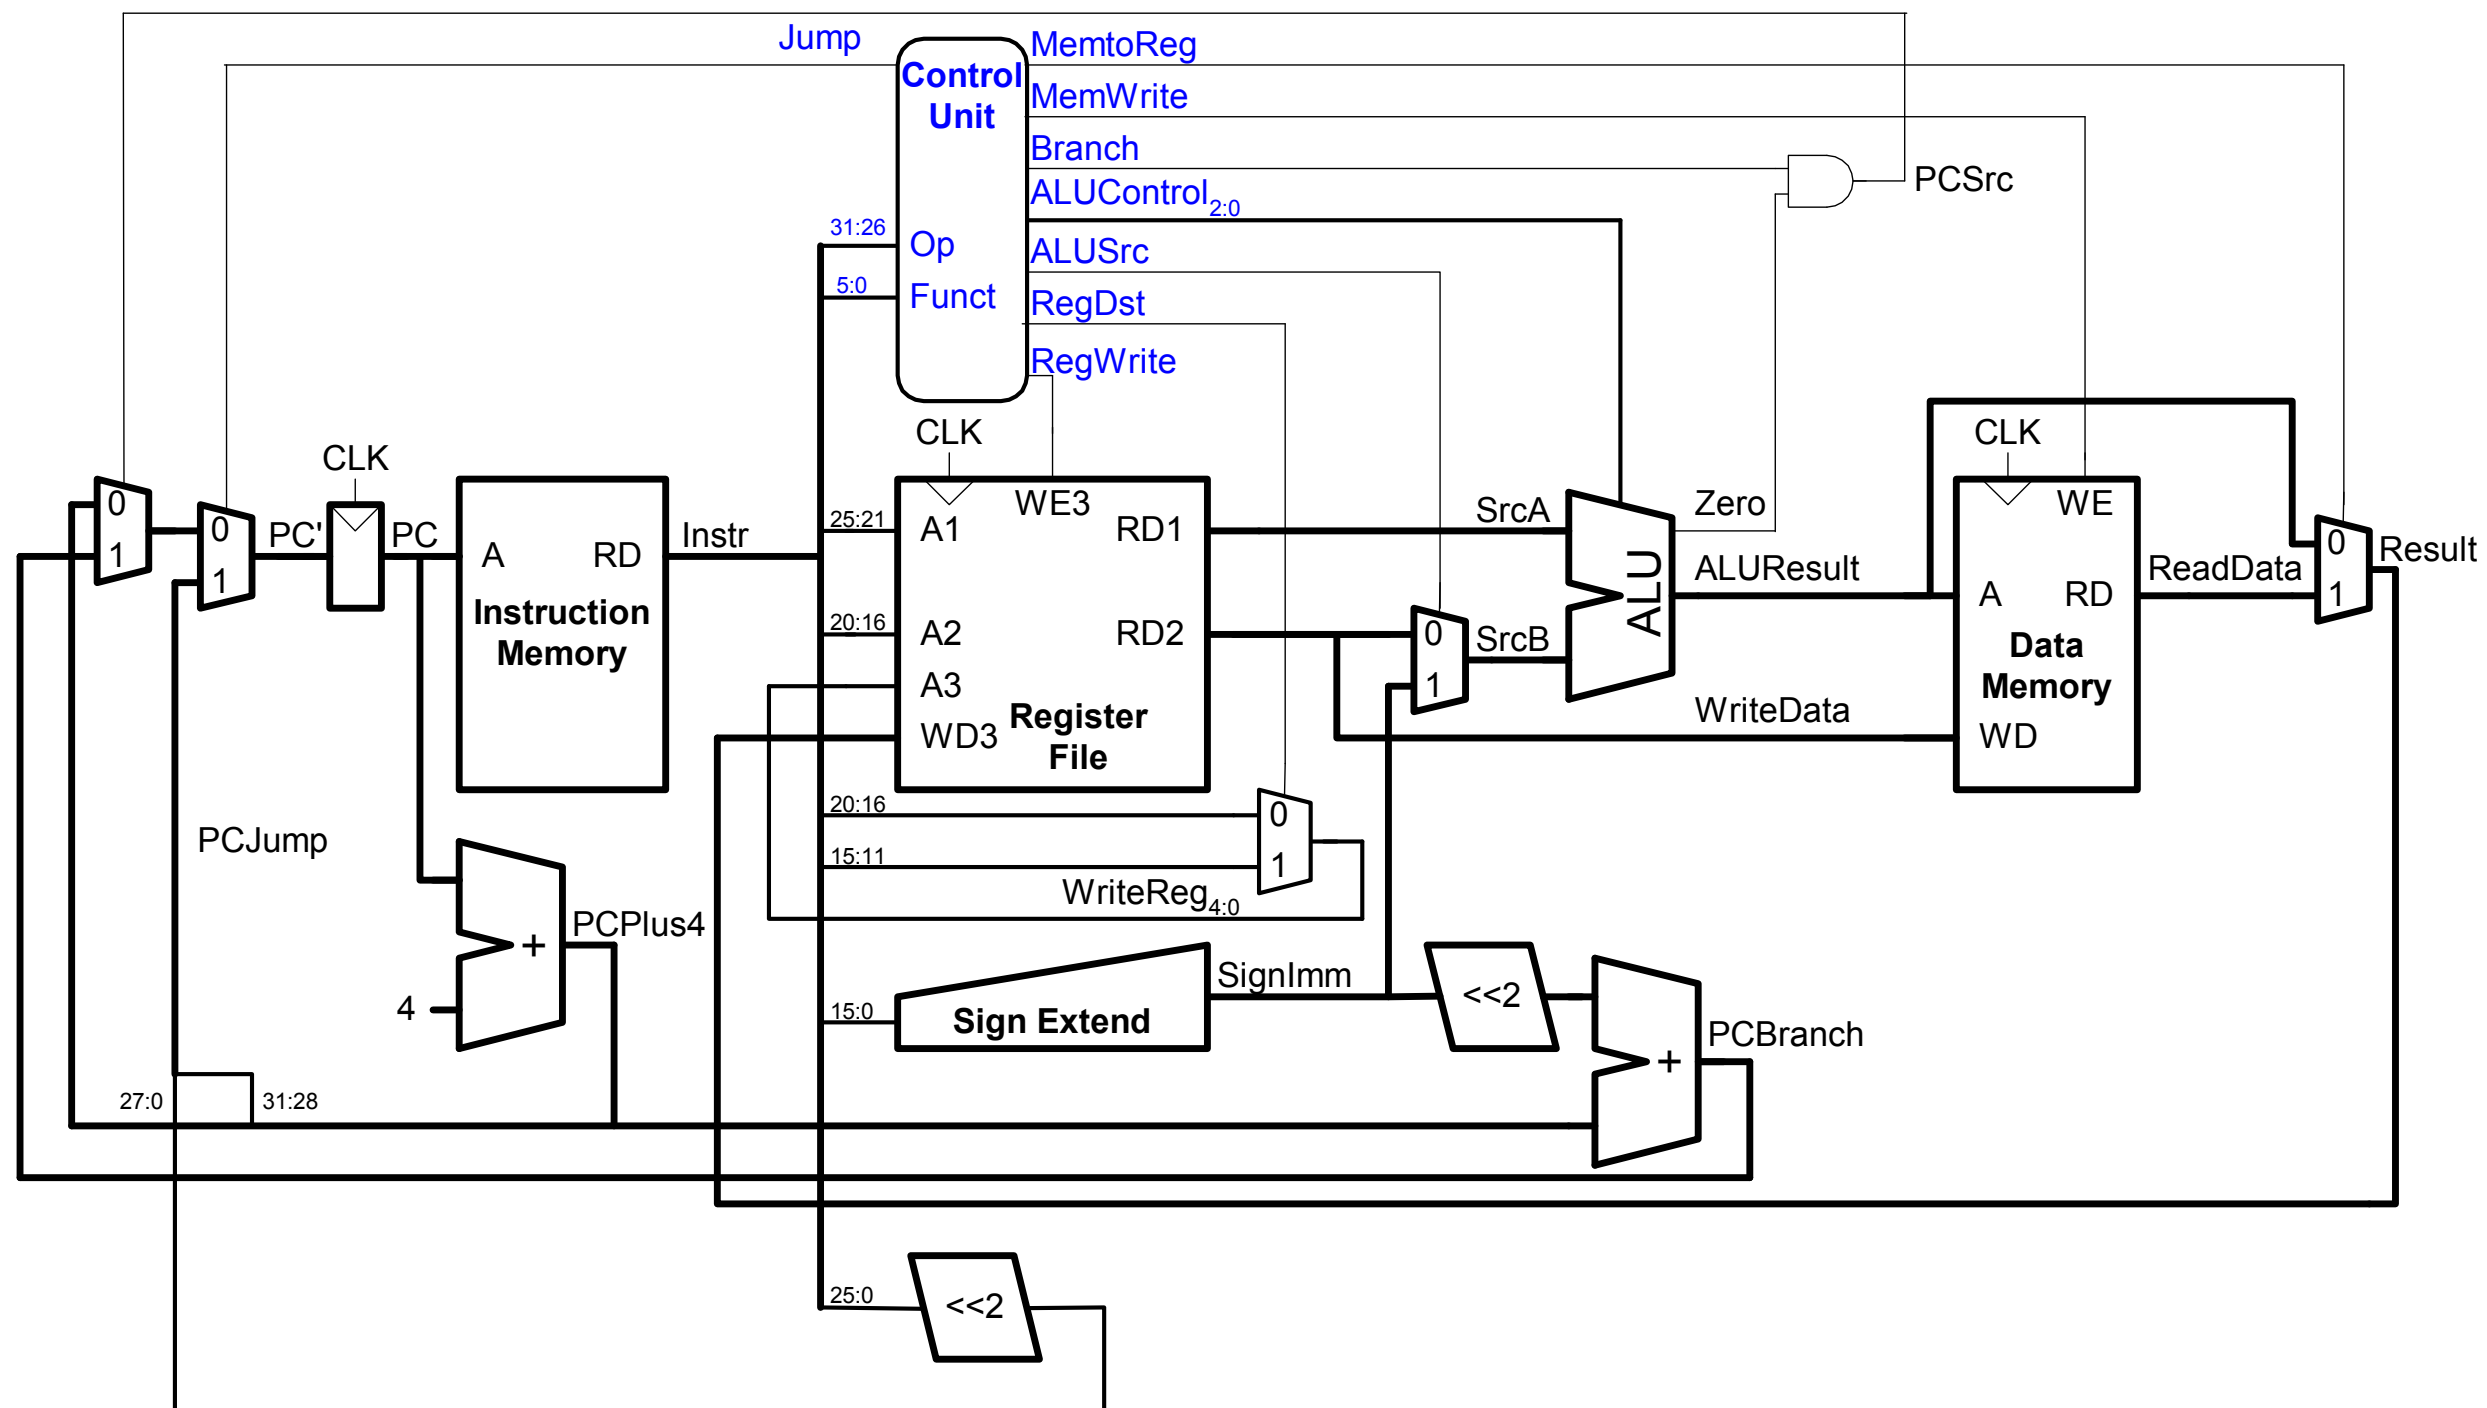 Jump
Control
Unit
MemtoReg
MemWrite
Branch
ALUControl2:0
PCSrc
31:26
Op
ALUSrc
5:0
Funct
RegDst
RegWrite
CLK
CLK
CLK
0
1
0
1
PC'
PC
A
RD
Instruction
Memory
Instr
25:21
A1
WE3
RD1
20:16
A2
RD2
A3
WD3
Register
File
SrcA
0
1
SrcB
ALU
Zero
ALUResult
WriteData
WE
A
RD
Data
Memory
WD
ReadData
0
1
Result
20:16
0
15:11
1
WriteReg4:0
PCJump
PCPlus4
+
4
SignImm
15:0
Sign Extend
<<2
+
PCBranch
27:0
31:28
25:0
<<2